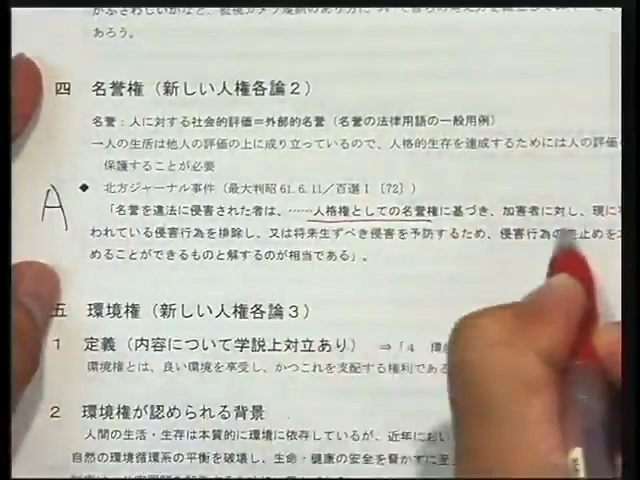 あろう。
四 名誉権（新しい人権各論２）
名誉：人に対する社会的評価＝外部的名誉（名誉の法律用語の一般用例）
→人の生活は他人の評価の上に成り立っているので、人格的生存を達成するためには人の評価
保護することが必要
A
◆ 北方ジャーナル事件（最大判昭 61.6.11／百選Ⅰ［72］）
「名誉を違法に侵害された者は、……人格権としての名誉権に基づき、加害者に対し、現に
われている侵害行為を排除し、又は将来生ずべき侵害を予防するため、侵害行為の差止めを
めることができるものと解するのが相当である」。
五 環境権（新しい人権各論３）
１ 定義（内容について学説上対立あり） ⇒「４ 環
環境権とは、良い環境を享受し、かつこれを支配する権利である
２ 環境権が認められる背景
人間の生活・生存は本質的に環境に依存しているが、近年におい
自然の環境循環系の平衡を破壊し、生命・健康の安全を脅かすに至